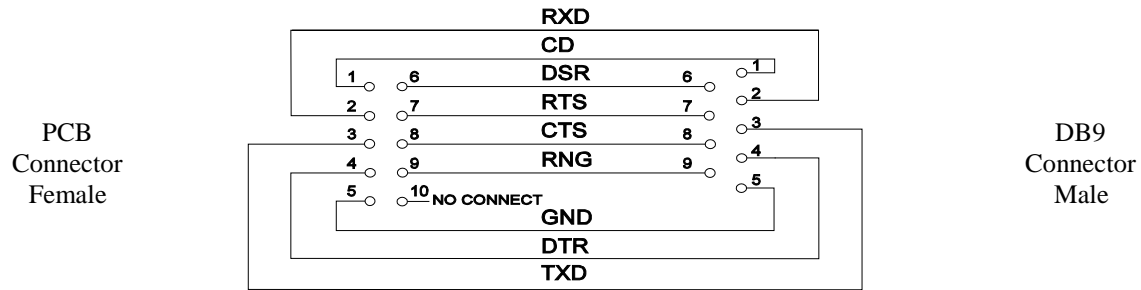 RXD
CD
1 6 DSR 6 1
2 7 RTS 7 2
3 8 CTS 8 3
4 9 RNG 9 4
5 10 NO CONNECT 5
GND
DTR
TXD
PCB
Connector
Female
DB9
Connector
Male